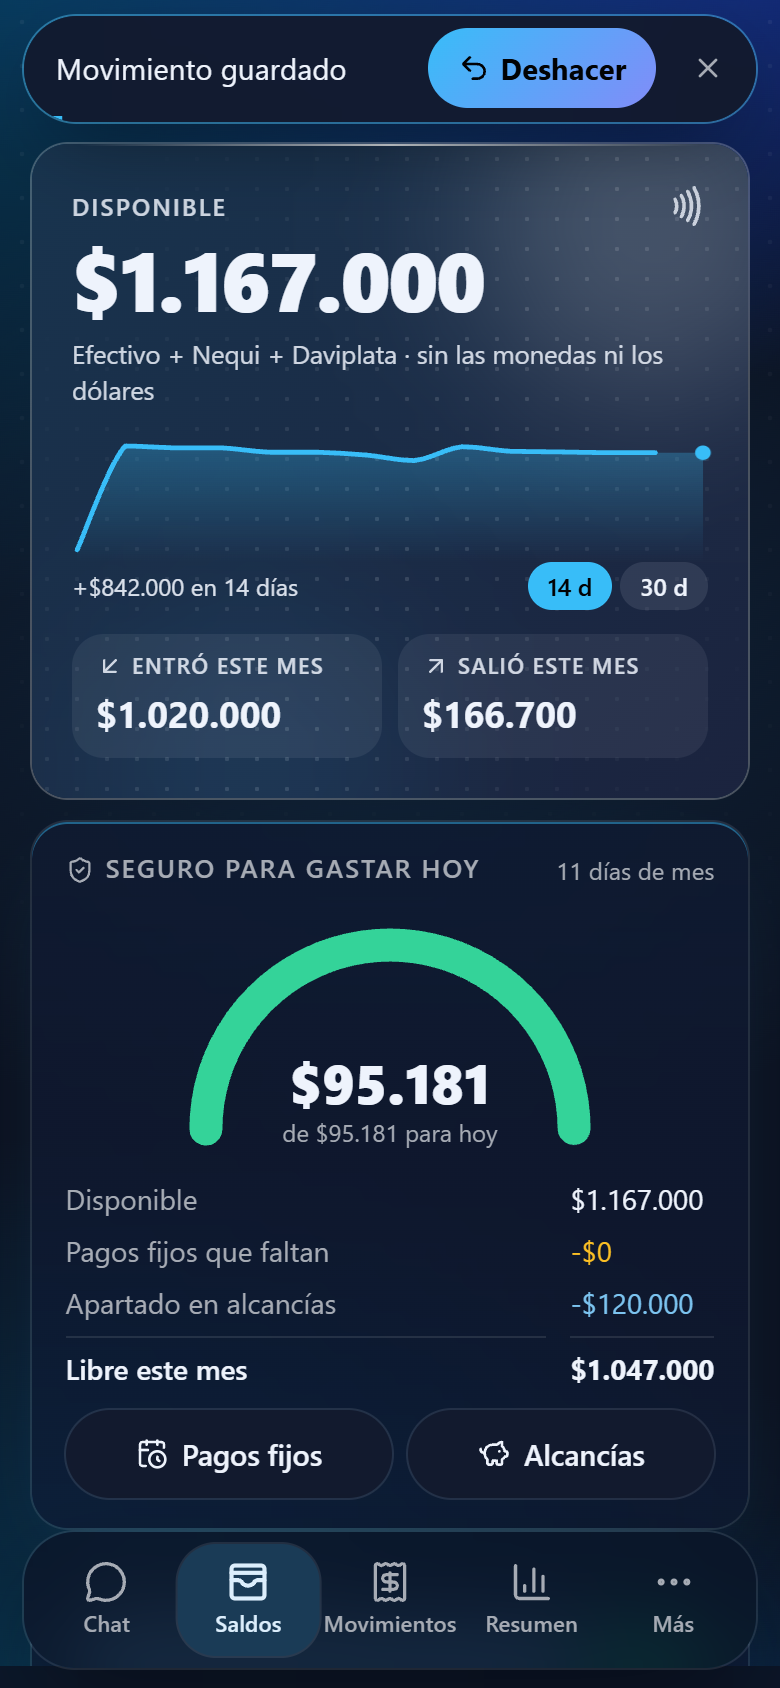 Movimiento guardado
Deshacer
DISPONIBLE
$1.167.000
Efectivo + Nequi + Daviplata · sin las monedas ni los
dólares
+$842.000 en 14 días
14 d
30 d
ENTRÓ ESTE MES
$1.020.000
SALIÓ ESTE MES
$166.700
SEGURO PARA GASTAR HOY
11 días de mes
$95.181
de $95.181 para hoy
Disponible
$1.167.000
Pagos fijos que faltan
-$0
Apartado en alcancías
-$120.000
Libre este mes
$1.047.000
Pagos fijos
Alcancías
Chat
Saldos
Movimientos
Resumen
Más